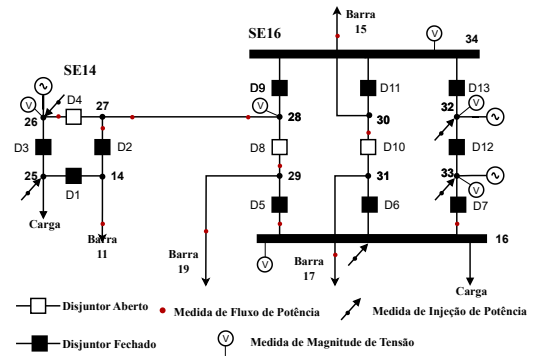 Barra
15
SE16
34
SE14
D4
D9
D11
D13
26
27
28
30
32
D3
D2
D8
D10
D12
25
14
29
31
33
D1
D5
D6
D7
Carga
Barra
11
Barra
19
Barra
17
16
Carga
Disjuntor Aberto
Medida de Fluxo de Potência
Medida de Injeção de Potência
Disjuntor Fechado
Medida de Magnitude de Tensão
V
V
V
V
V
V
V